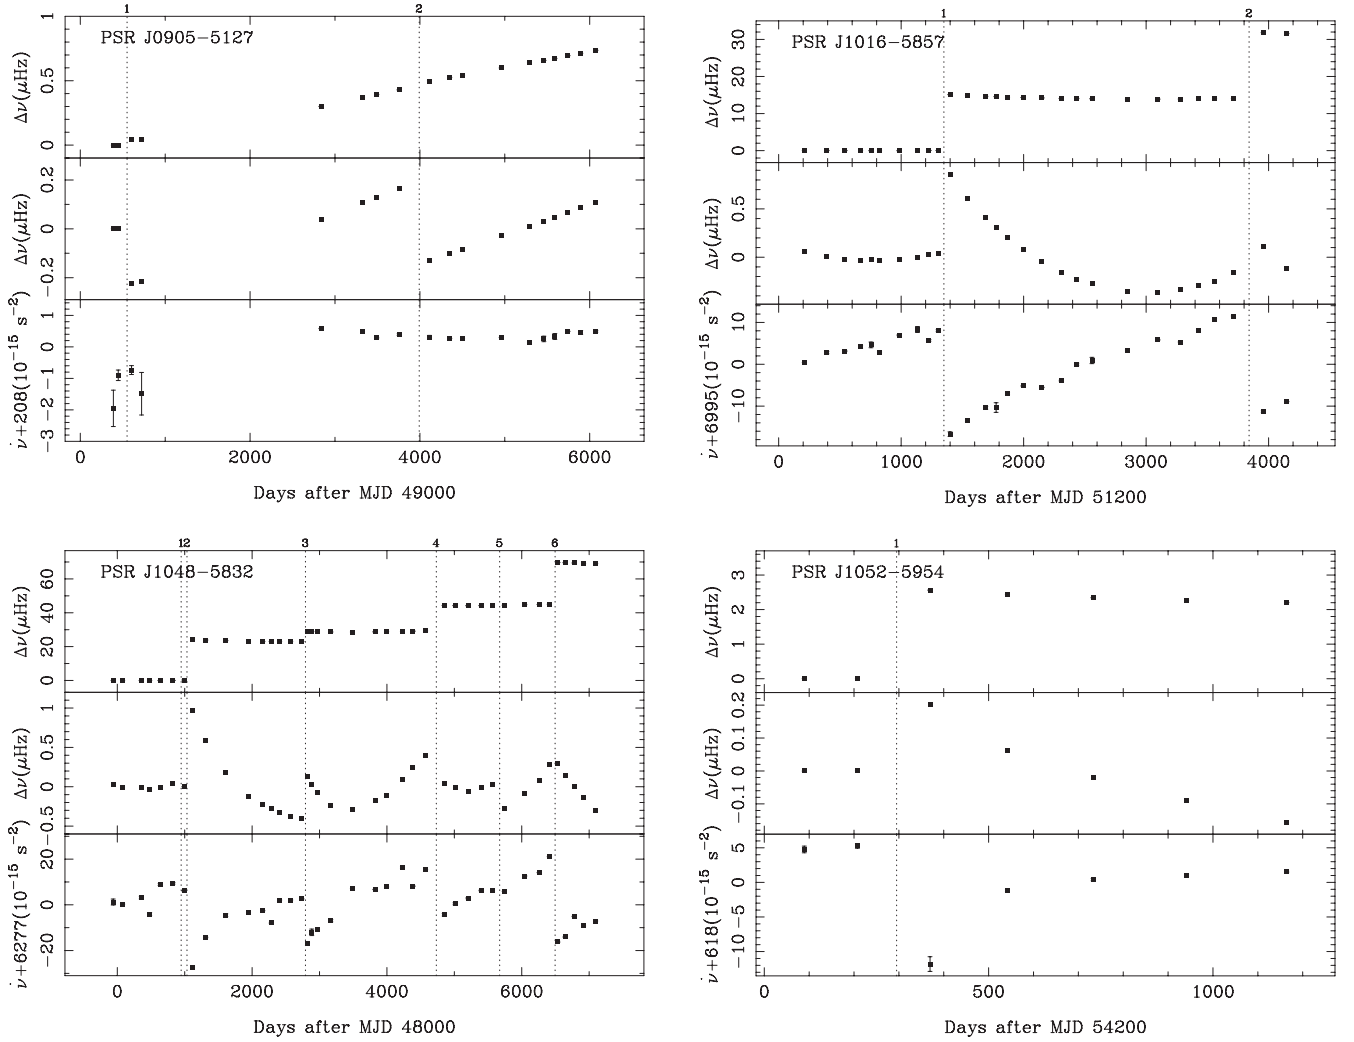 1 2
PSR J0905−5127
Δν(μHz)
0 0.5 1
Δν(μHz)
−0.2 0 0.2
ν̇+208(10⁻¹⁵ s⁻²)
−3 −2 −1 0 1
0 2000 4000 6000
Days after MJD 49000
1 2
PSR J1016−5857
Δν(μHz)
0 10 20 30
Δν(μHz)
0 0.5
ν̇+6995(10⁻¹⁵ s⁻²)
−10 0 10
0 1000 2000 3000 4000
Days after MJD 51200
1 2 3 4 5 6
PSR J1048−5832
Δν(μHz)
0 20 40 60
Δν(μHz)
−0.5 0 0.5 1
ν̇+6277(10⁻¹⁵ s⁻²)
−20 0 20
0 2000 4000 6000
Days after MJD 48000
1
PSR J1052−5954
Δν(μHz)
0 1 2 3
Δν(μHz)
−0.1 0 0.1 0.2
ν̇+618(10⁻¹⁵ s⁻²)
−10 −5 0 5
0 500 1000
Days after MJD 54200